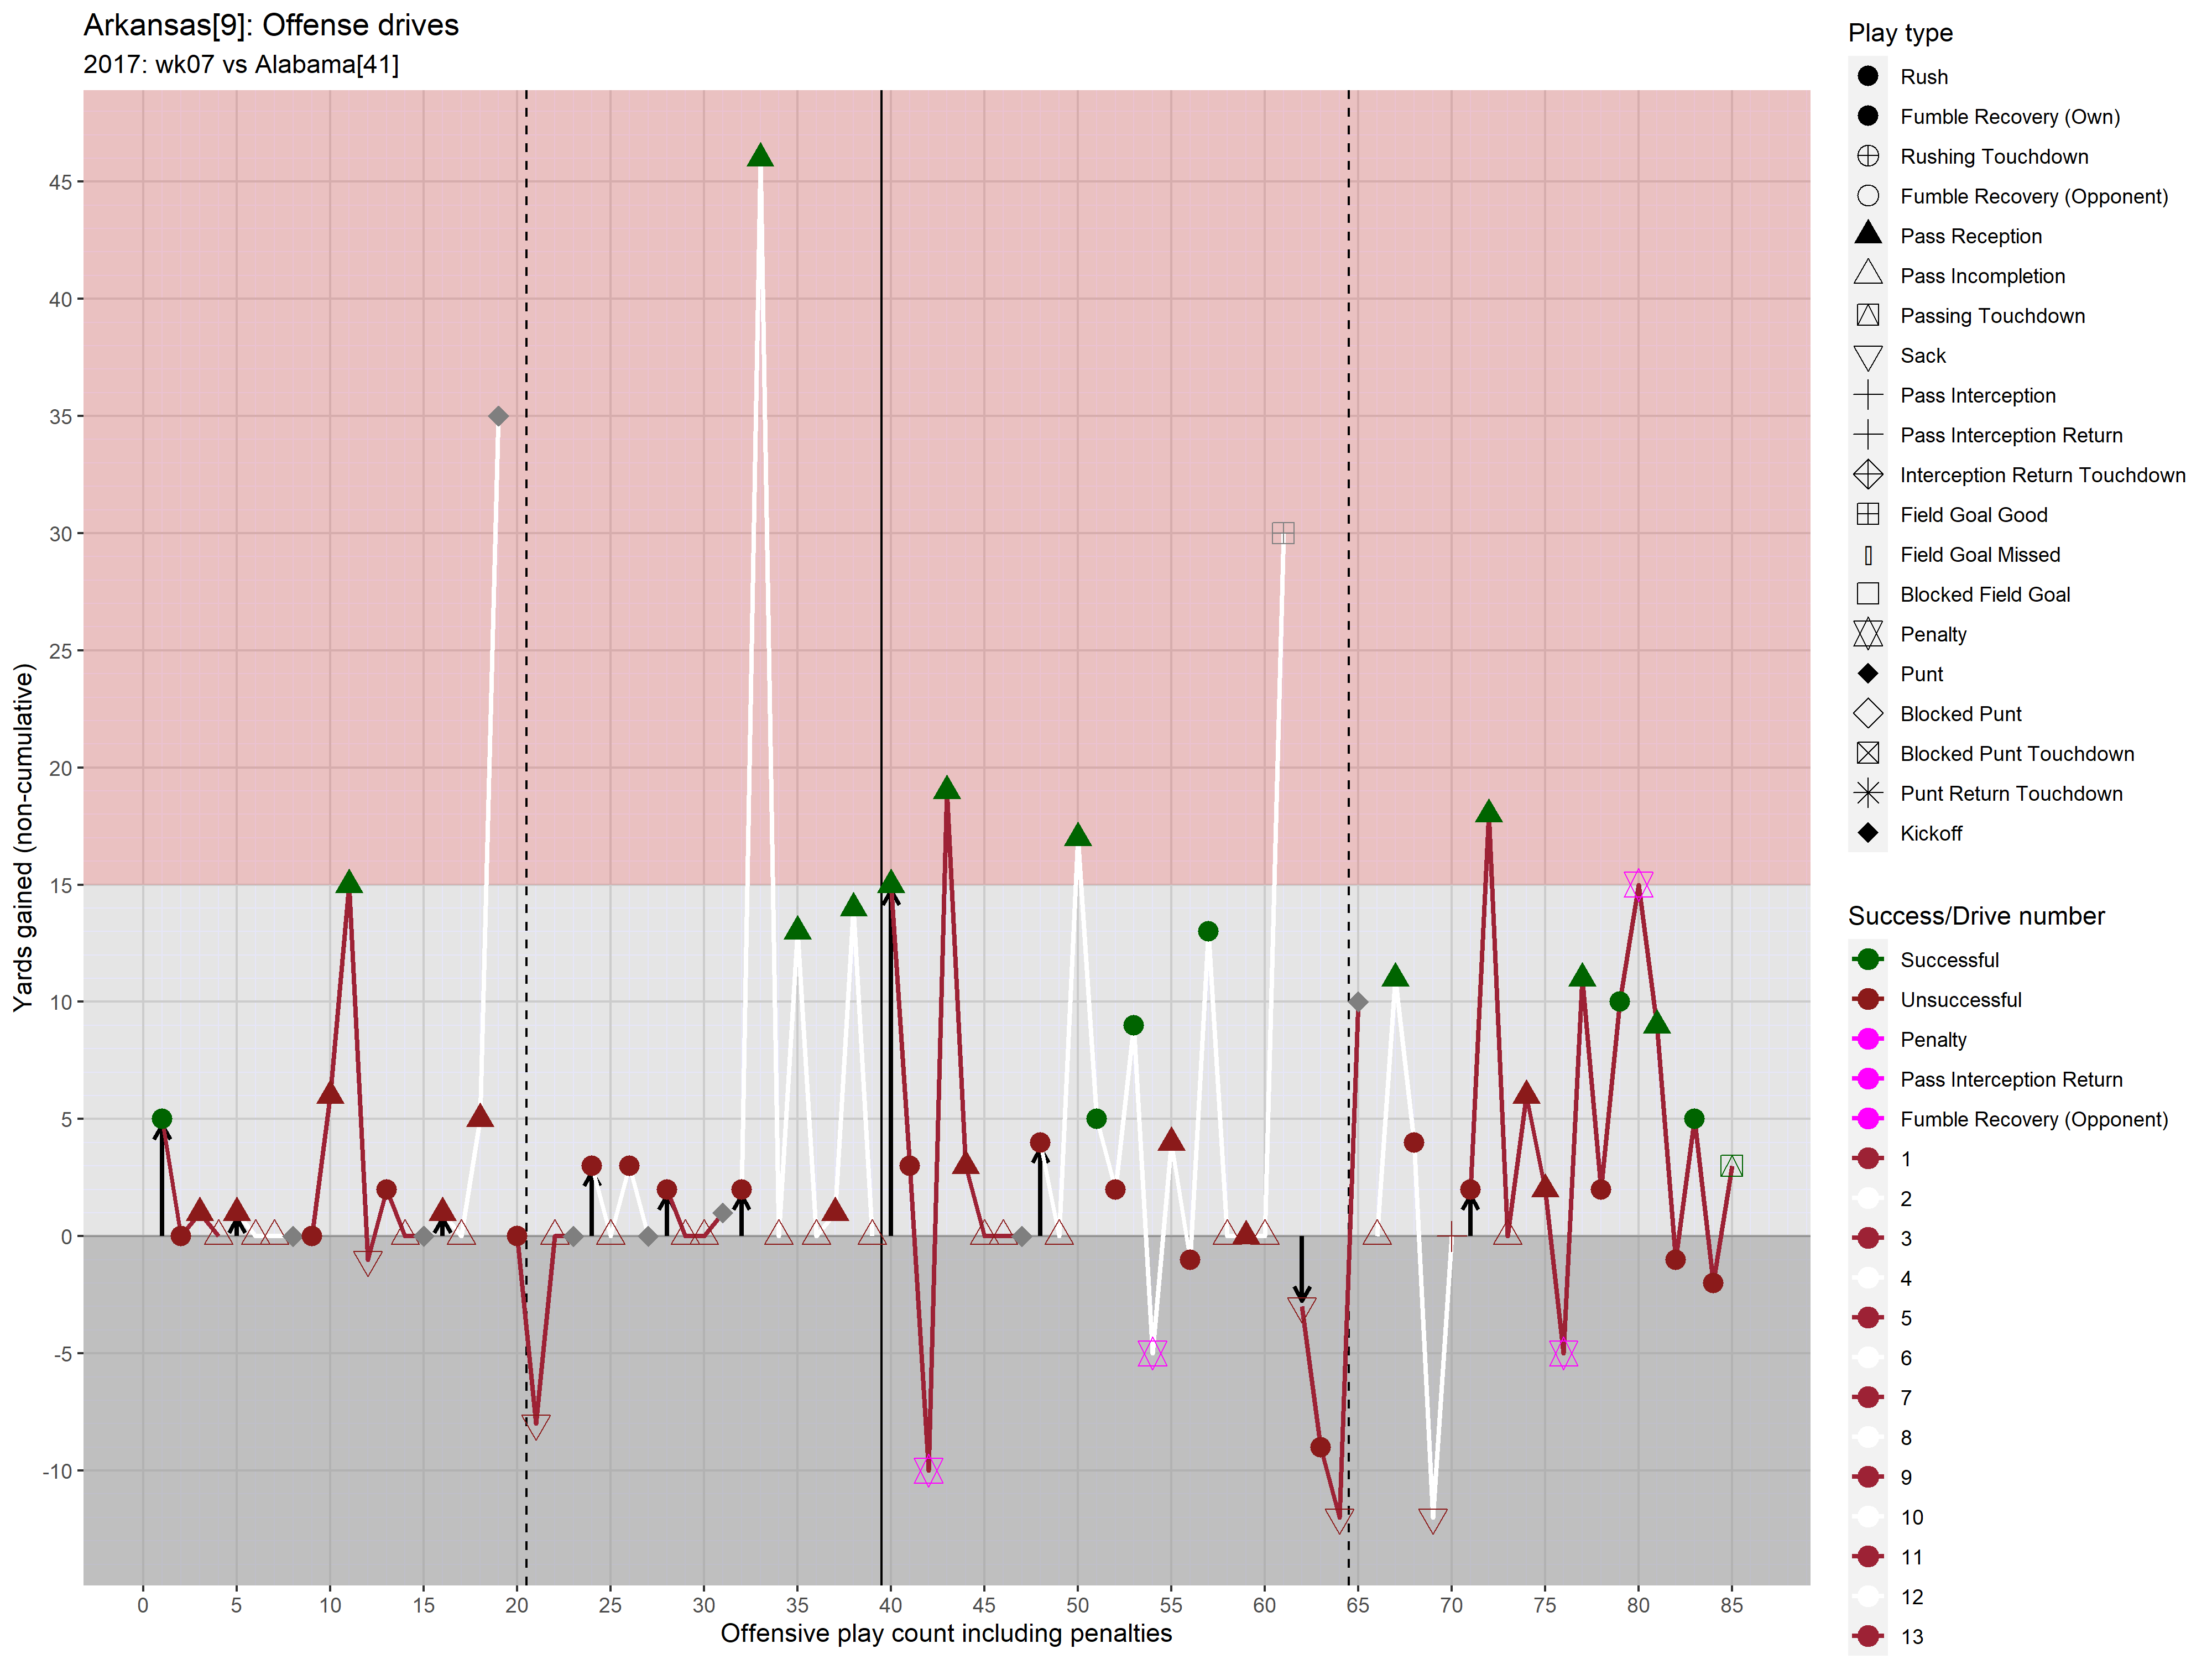 Arkansas[9]: Offense drives
2017: wk07 vs Alabama[41]
Yards gained (non-cumulative)
45
40
35
30
25
20
15
10
5
0
-5
-10
0 5 10 15 20 25 30 35 40 45 50 55 60 65 70 75 80 85
Offensive play count including penalties
Play type
Rush
Fumble Recovery (Own)
Rushing Touchdown
Fumble Recovery (Opponent)
Pass Reception
Pass Incompletion
Passing Touchdown
Sack
Pass Interception
Pass Interception Return
Interception Return Touchdown
Field Goal Good
Field Goal Missed
Blocked Field Goal
Penalty
Punt
Blocked Punt
Blocked Punt Touchdown
Punt Return Touchdown
Kickoff
Success/Drive number
Successful
Unsuccessful
Penalty
Pass Interception Return
Fumble Recovery (Opponent)
1
2
3
4
5
6
7
8
9
10
11
12
13